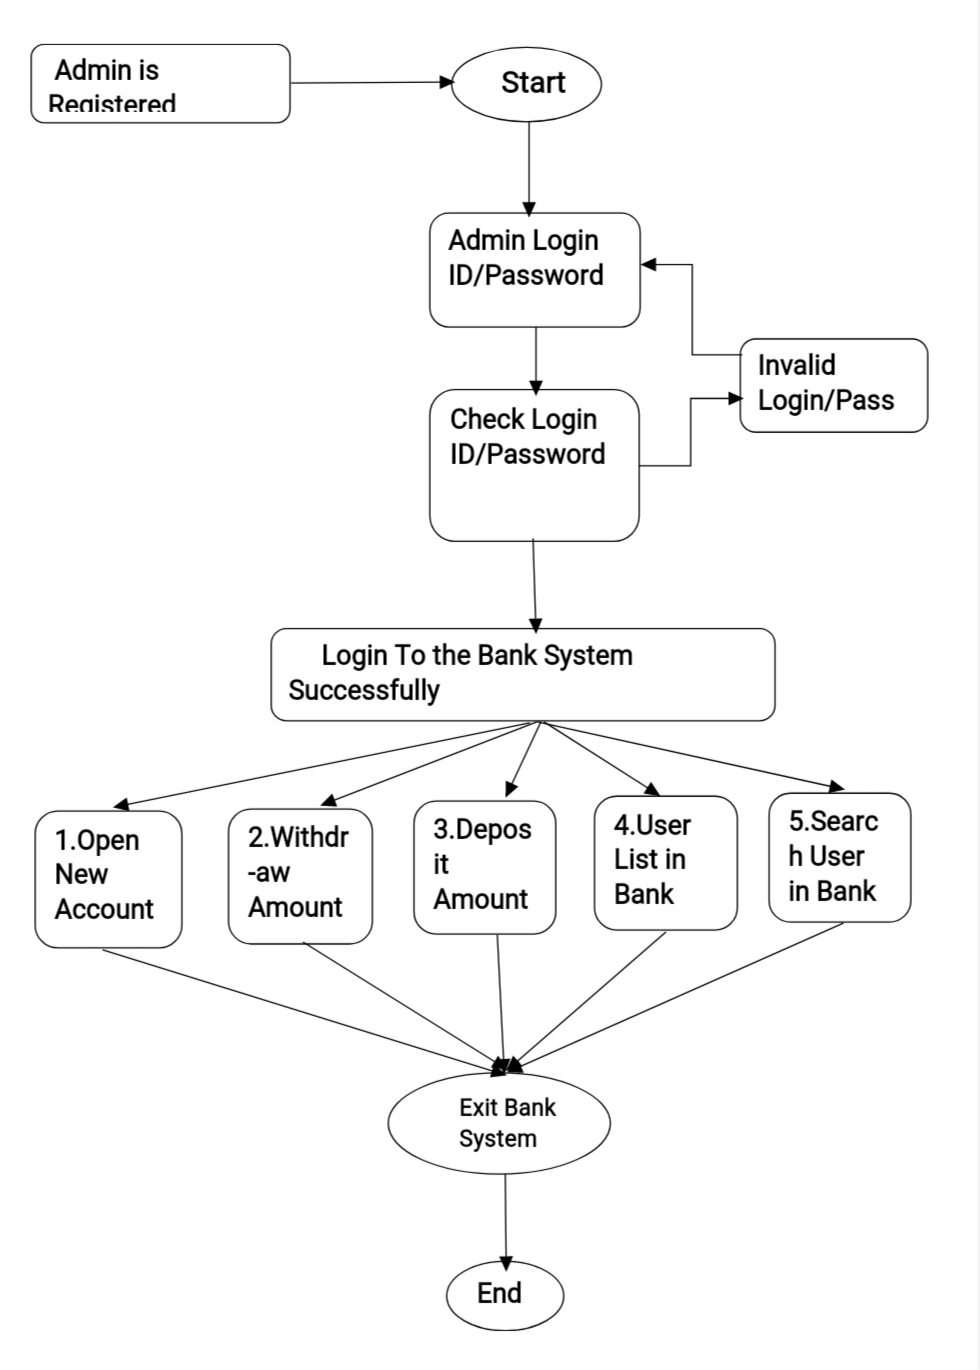 Admin is
Registered
Start
Admin Login
ID/Password
Invalid
Login/Pass
Check Login
ID/Password
Login To the Bank System
Successfully
1.Open
New
Account
2.Withdr
-aw
Amount
3.Depos
it
Amount
4.User
List in
Bank
5.Searc
h User
in Bank
Exit Bank
System
End